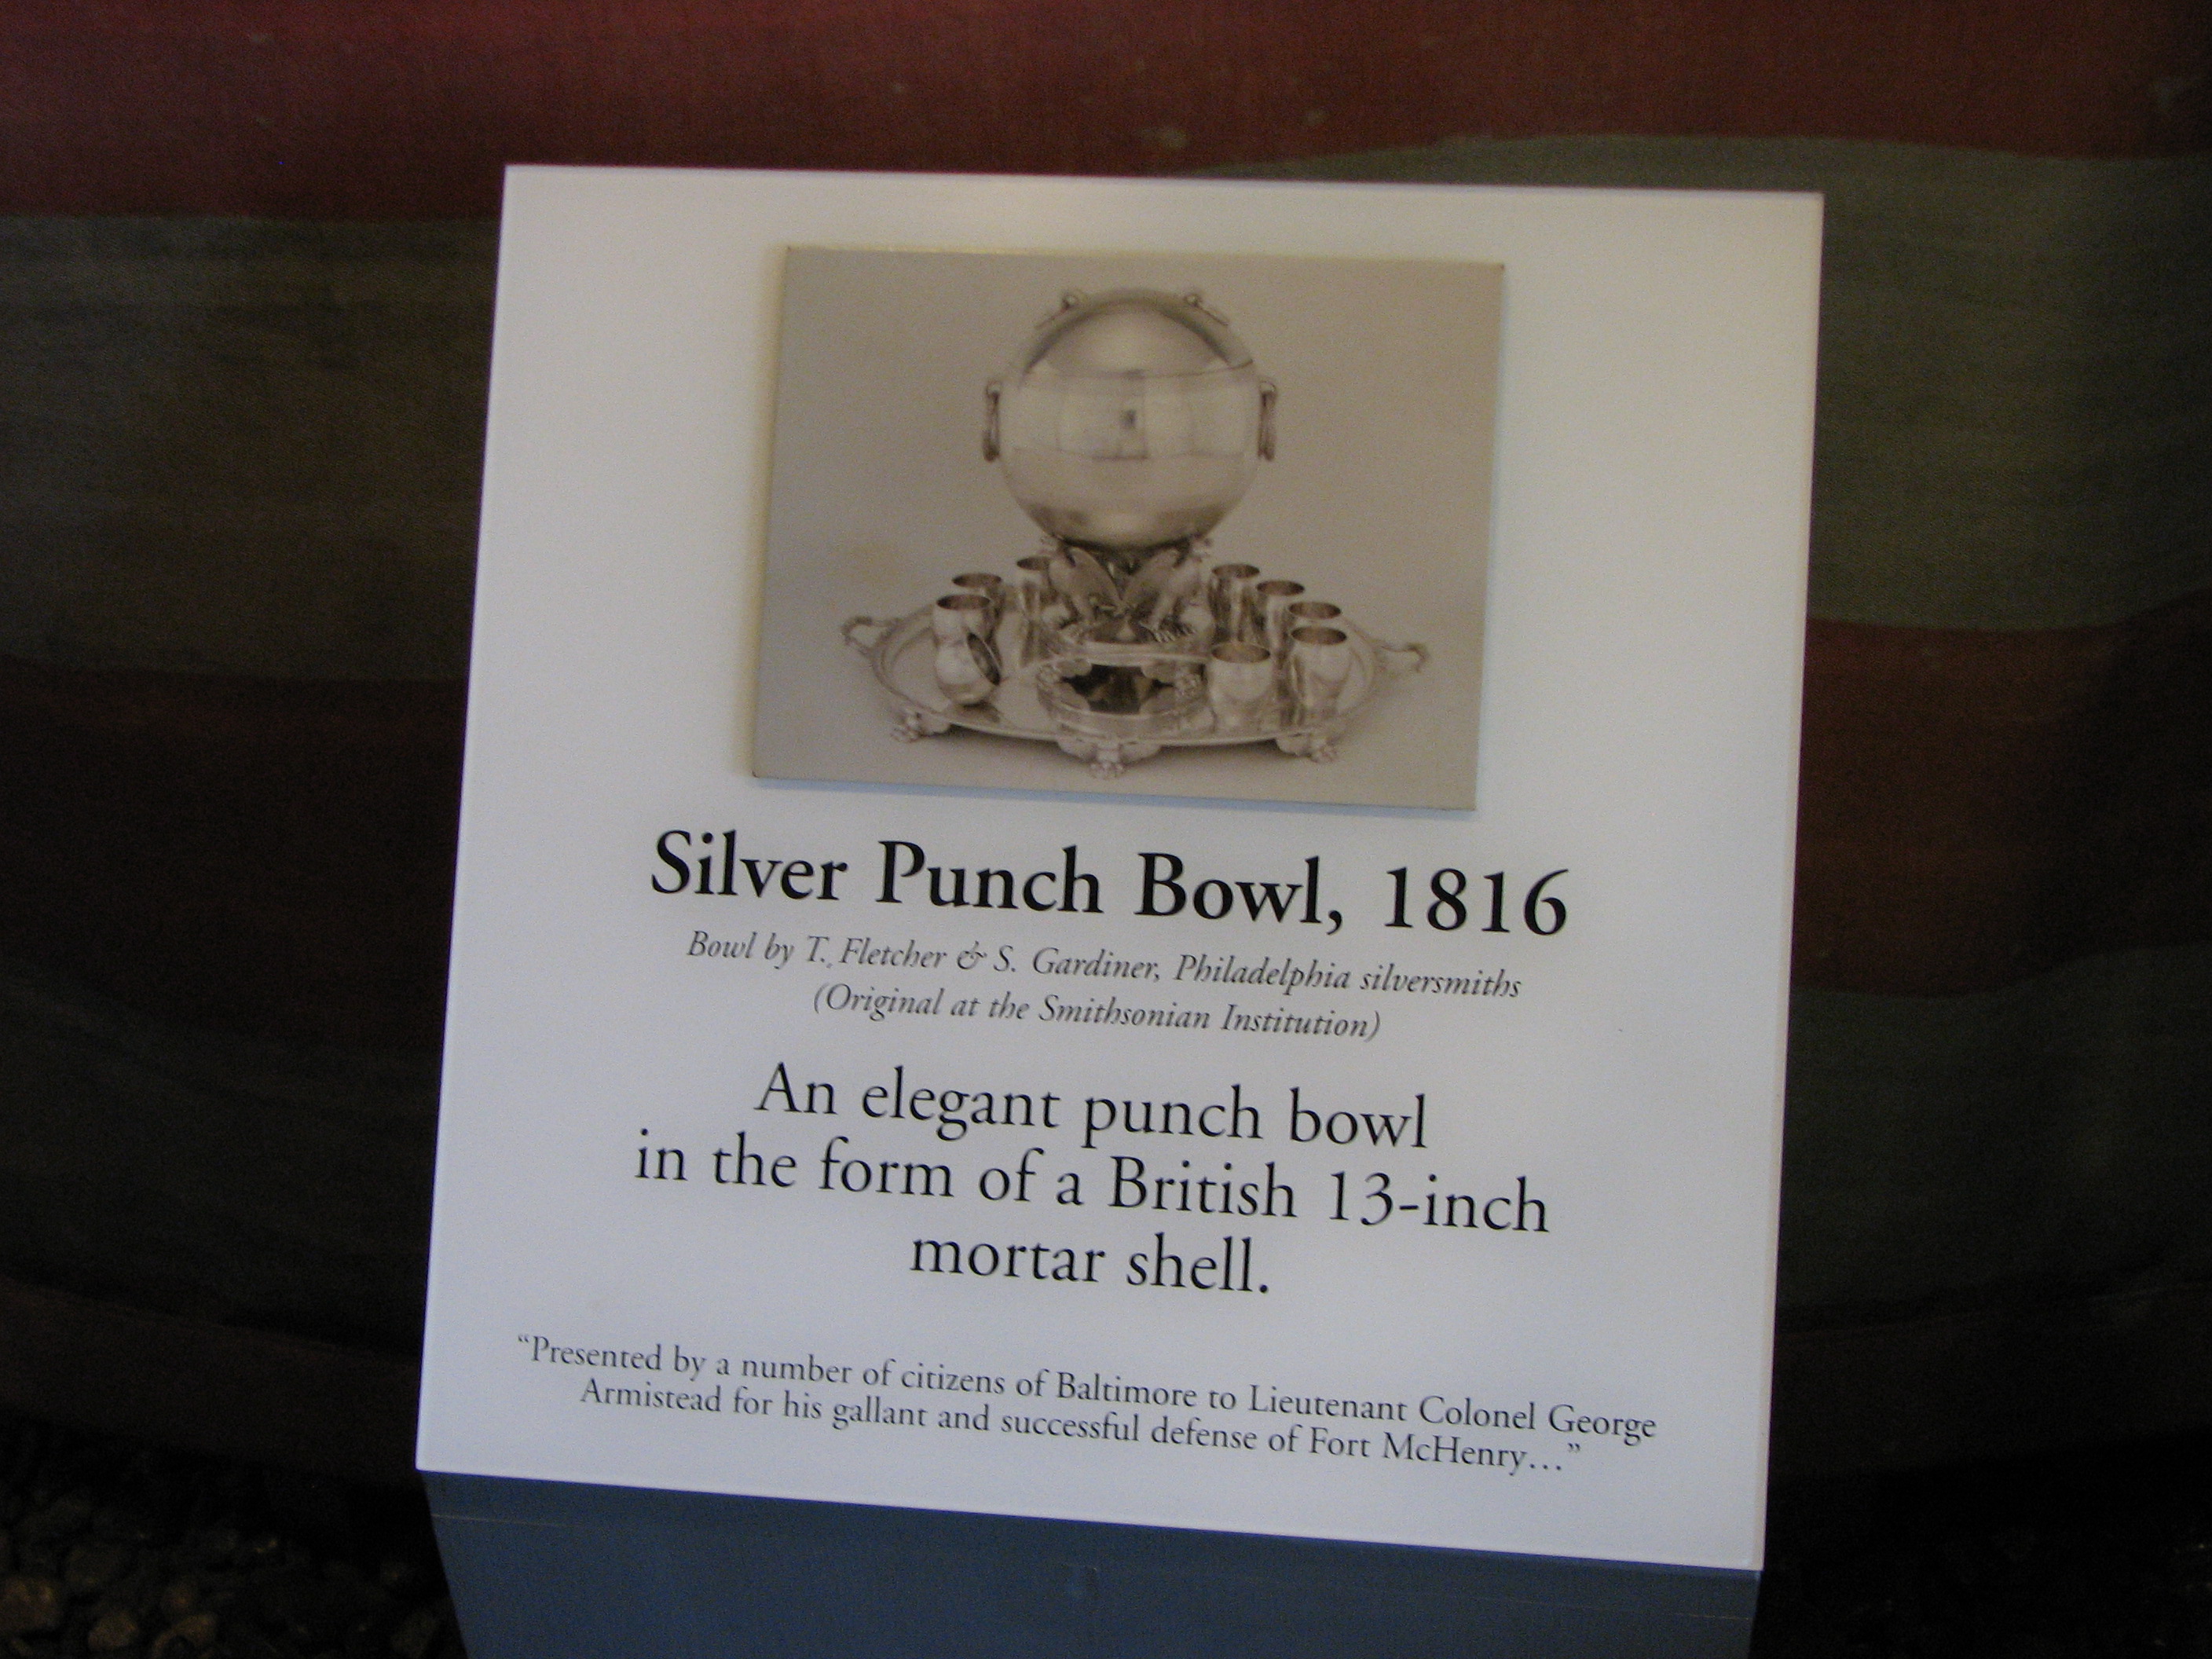 Silver Punch Bowl, 1816
Bowl by T. Fletcher & S. Gardiner, Philadelphia silversmiths
(Original at the Smithsonian Institution)
An elegant punch bowl
in the form of a British 13-inch
mortar shell.
“Presented by a number of citizens of Baltimore to Lieutenant Colonel George
Armistead for his gallant and successful defense of Fort McHenry...”